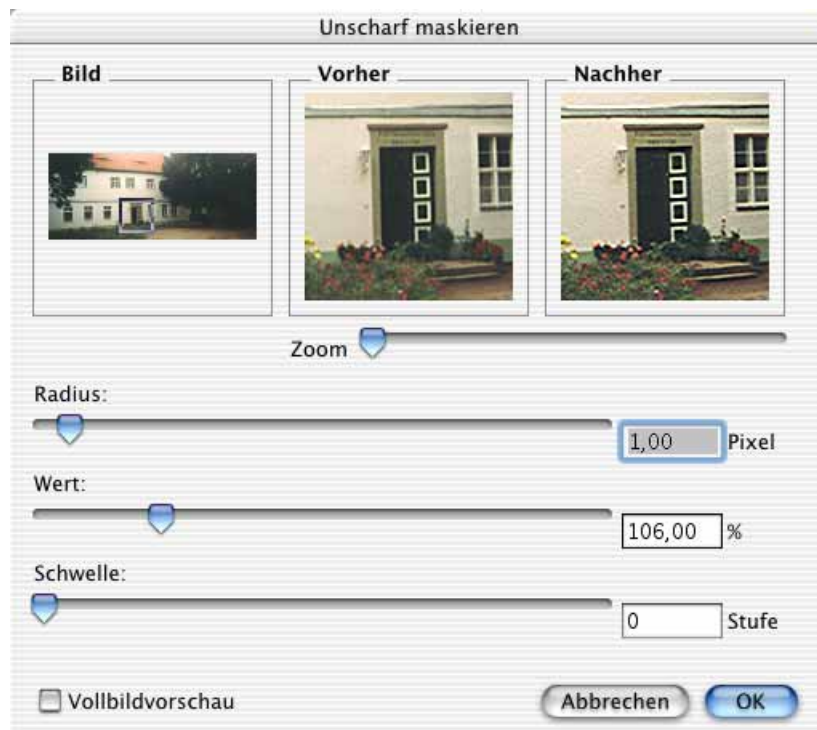 Unscharf maskieren
Bild Vorher Nachher
Zoom
Radius:
1,00 Pixel
Wert:
106,00 %
Schwelle:
0 Stufe
Vollbildvorschau Abbrechen OK